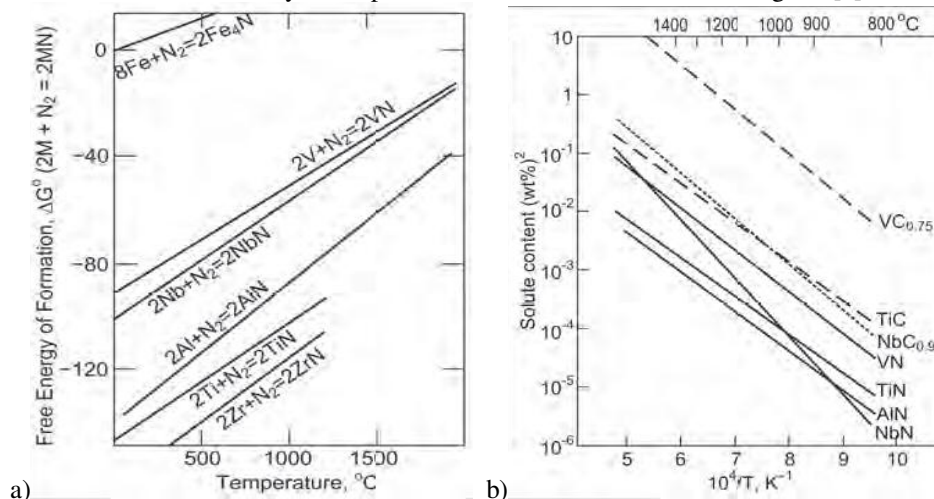 Free Energy of Formation, ΔG° (2M + N₂ = 2MN)
0
−40
−80
−120
8Fe+N₂=2Fe₄N
2V+N₂=2VN
2Nb+N₂=2NbN
2Al+N₂=2AlN
2Ti+N₂=2TiN
2Zr+N₂=2ZrN
500 1000 1500
Temperature, °C
a)
1400 1200 1000 900 800 °C
Solute content (wt%)²
10
1
10⁻¹
10⁻²
10⁻³
10⁻⁴
10⁻⁵
10⁻⁶
VC₀.₇₅
TiC
NbC₀.₉
VN
TiN
AlN
NbN
5 6 7 8 9 10
10⁴/T, K⁻¹
b)